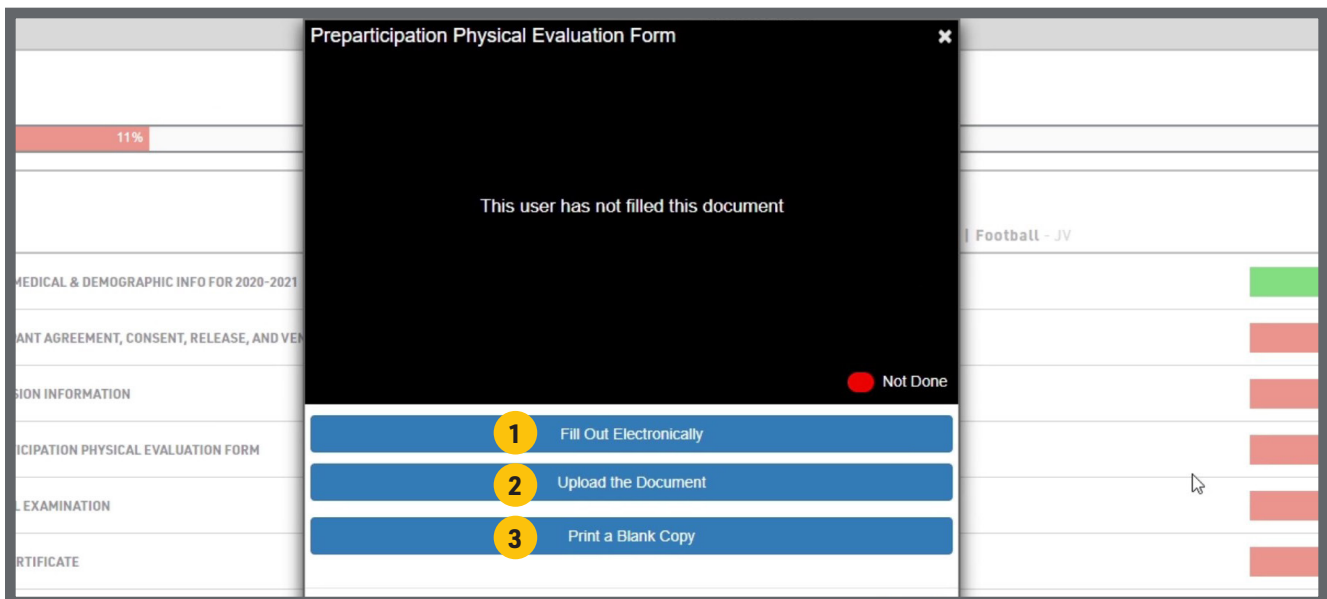 Preparticipation Physical Evaluation Form
11%
This user has not filled this document
| Football - JV
MEDICAL & DEMOGRAPHIC INFO FOR 2020-2021
ANT AGREEMENT, CONSENT, RELEASE, AND VEN
Not Done
SION INFORMATION
1 Fill Out Electronically
ICIPATION PHYSICAL EVALUATION FORM
2 Upload the Document
L EXAMINATION
3 Print a Blank Copy
RTIFICATE